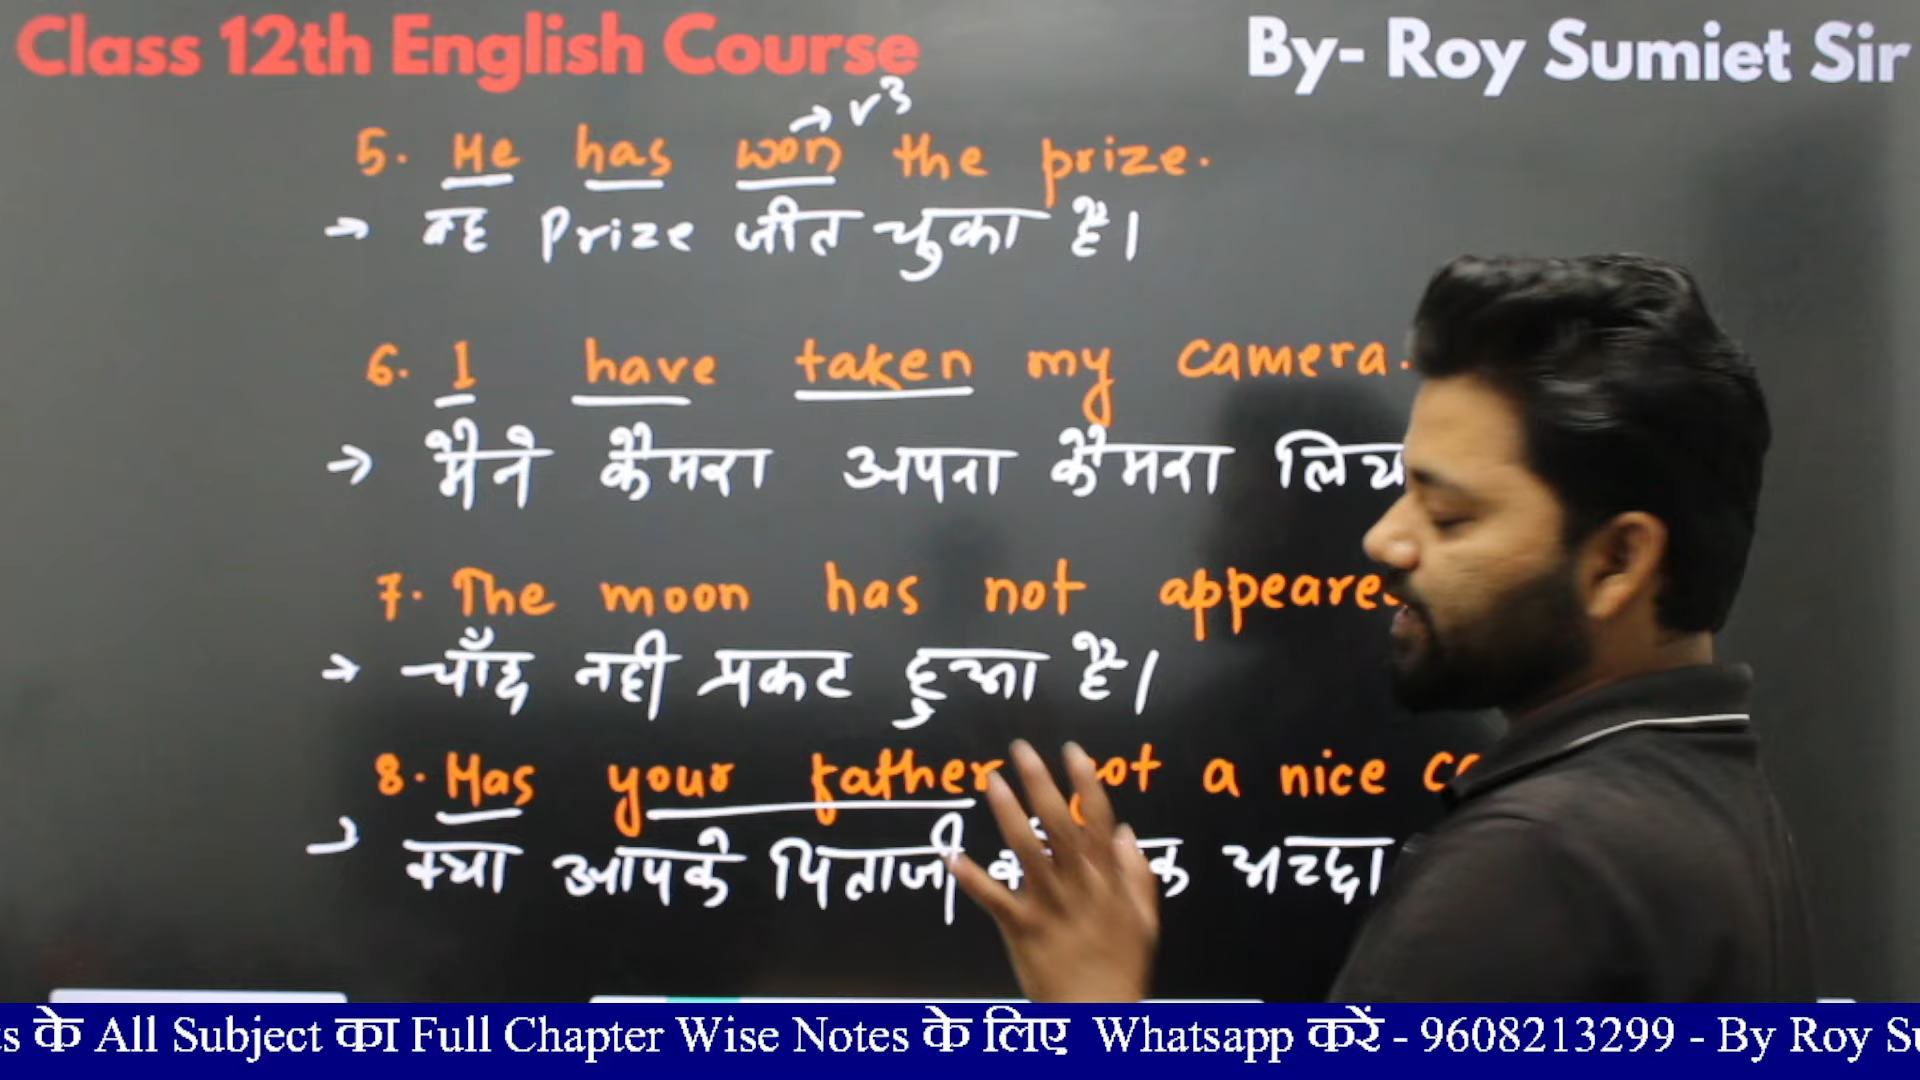 Class 12th English Course
By- Roy Sumiet Sir
→ v3
5. He has won the prize.
→ वह Prize जीत चुका है।
6. I have taken my camera.
→ मैने कैमरा अपना कैमरा
7. The moon has not
→ चाँद नही प्रकट हुआ है।
8. Has your father a nice
→ क्या आपके पिताजी अच्छा
के All Subject का Full Chapter Wise Notes के लिए Whatsapp करें - 9608213299 - By Roy